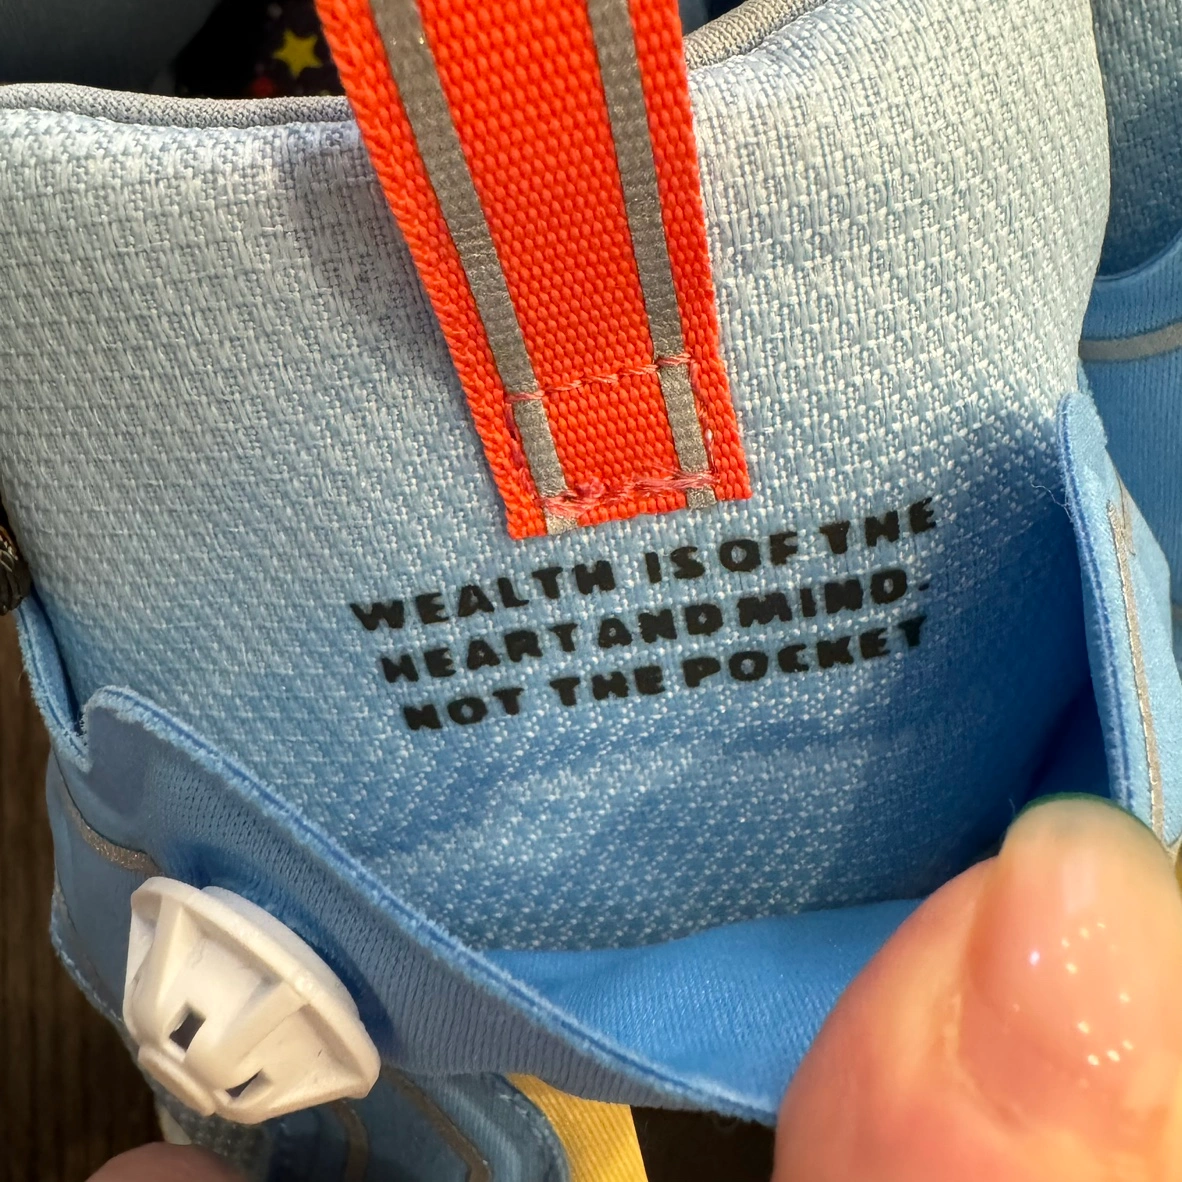 WEALTH IS OF THE
HEART AND MIND.
NOT THE POCKET